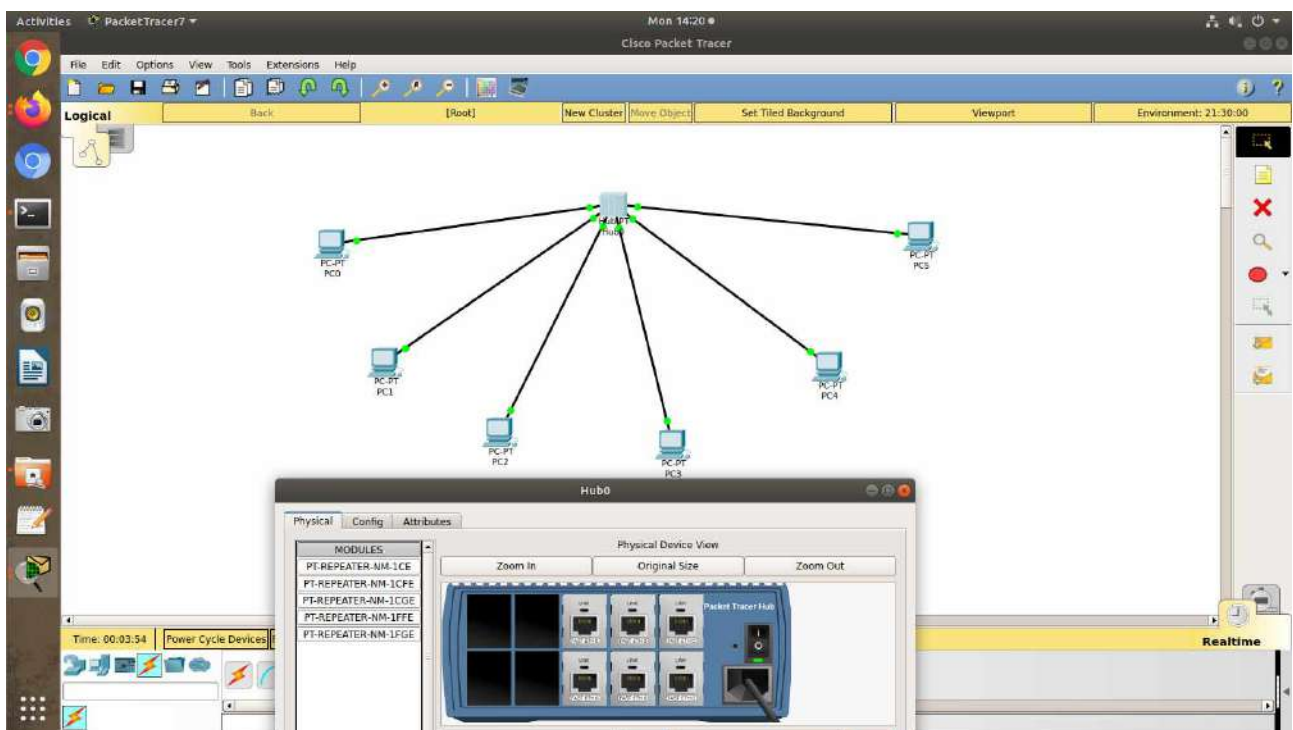 Activities PacketTracer7 Mon 14:20
Cisco Packet Tracer
File Edit Options View Tools Extensions Help
Logical Back [Root] New Cluster Move Object Set Tiled Background Viewport Environment: 21:30:00
Hub-PT
Hub0
PC-PT
PC0
PC-PT
PC5
PC-PT
PC1
PC-PT
PC4
PC-PT
PC2
PC-PT
PC3
Hub0
Physical Config Attributes
MODULES
PT-REPEATER-NM-1CE
PT-REPEATER-NM-1CFE
PT-REPEATER-NM-1CGE
PT-REPEATER-NM-1FFE
PT-REPEATER-NM-1FGE
Physical Device View
Zoom In Original Size Zoom Out
Packet Tracer Hub
Time: 00:03:54 Power Cycle Devices
Realtime